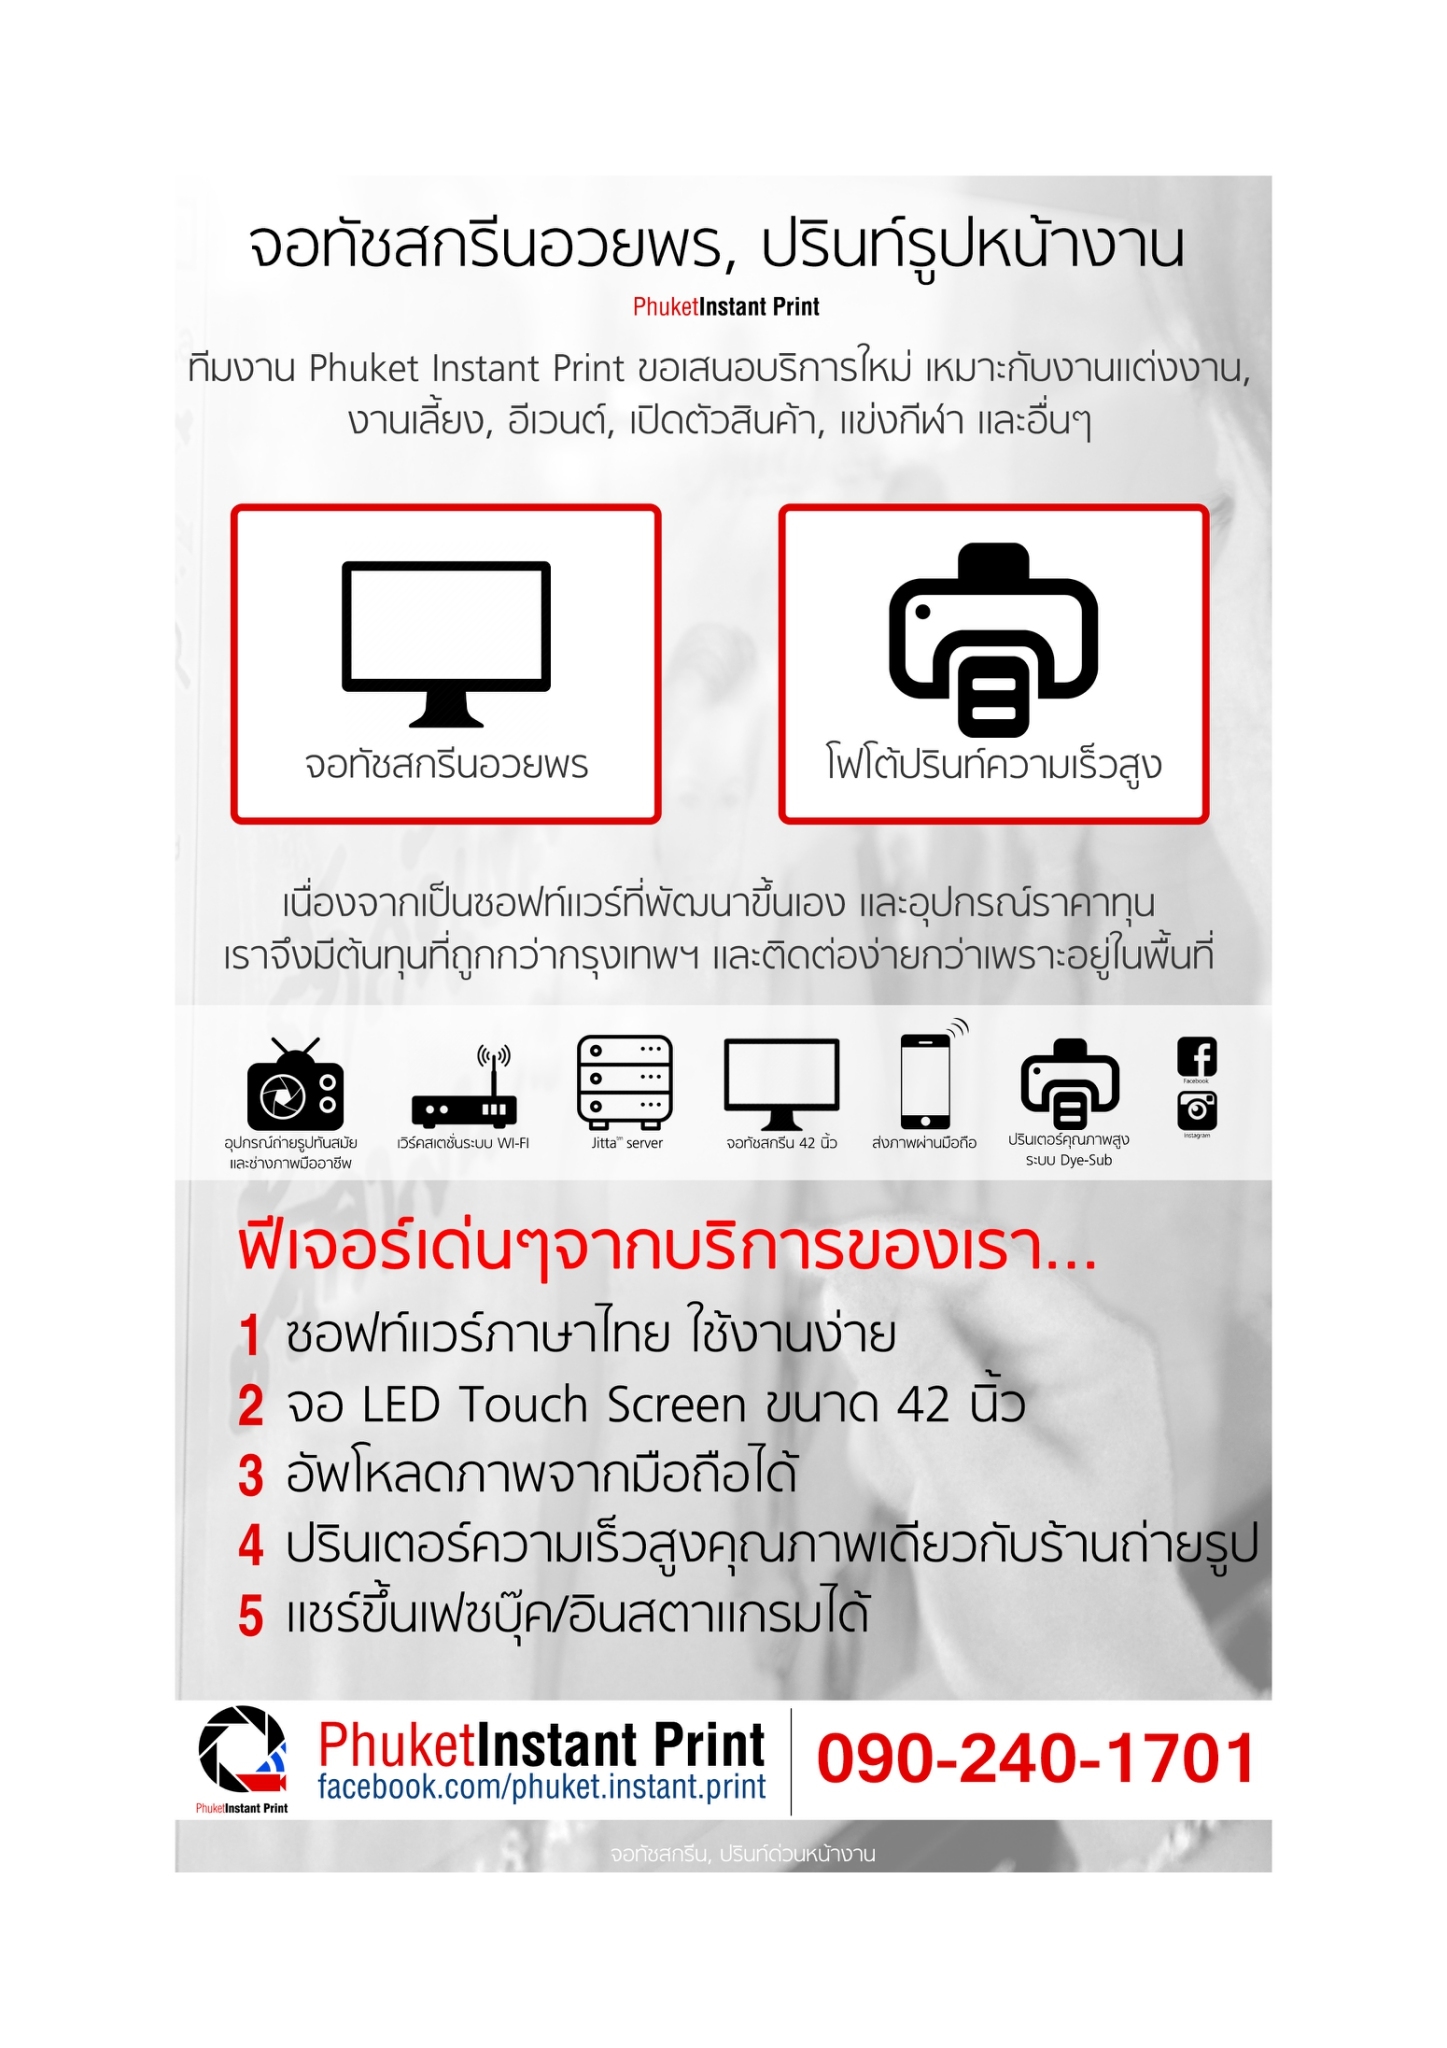 จอทัชสกรีนอวยพร, ปรินท์รูปหน้างาน
PhuketInstant Print
ทีมงาน Phuket Instant Print ขอเสนอบริการใหม่ เหมาะกับงานแต่งงาน,
งานเลี้ยง, อีเวนต์, เปิดตัวสินค้า, แข่งกีฬา และอื่นๆ
จอทัชสกรีนอวยพร
โฟโต้ปรินท์ความเร็วสูง
เนื่องจากเป็นซอฟท์แวร์ที่พัฒนาขึ้นเอง และอุปกรณ์ราคาทุน
เราจึงมีต้นทุนที่ถูกกว่ากรุงเทพฯ และติดต่อง่ายกว่าเพราะอยู่ในพื้นที่
อุปกรณ์ถ่ายรูปทันสมัย
และช่างภาพมืออาชีพ
เวิร์คสเตชั่นระบบ WI-FI
Jitta™ server
จอทัชสกรีน 42 นิ้ว
ส่งภาพผ่านมือถือ
ปรินเตอร์คุณภาพสูง
ระบบ Dye-Sub
Facebook
Instagram
ฟีเจอร์เด่นๆจากบริการของเรา...
1 ซอฟท์แวร์ภาษาไทย ใช้งานง่าย
2 จอ LED Touch Screen ขนาด 42 นิ้ว
3 อัพโหลดภาพจากมือถือได้
4 ปรินเตอร์ความเร็วสูงคุณภาพเดียวกับร้านถ่ายรูป
5 แชร์ขึ้นเฟซบุ๊ค/อินสตาแกรมได้
PhuketInstant Print
PhuketInstant Print
facebook.com/phuket.instant.print
090-240-1701
จอทัชสกรีน, ปรินท์ด่วนหน้างาน